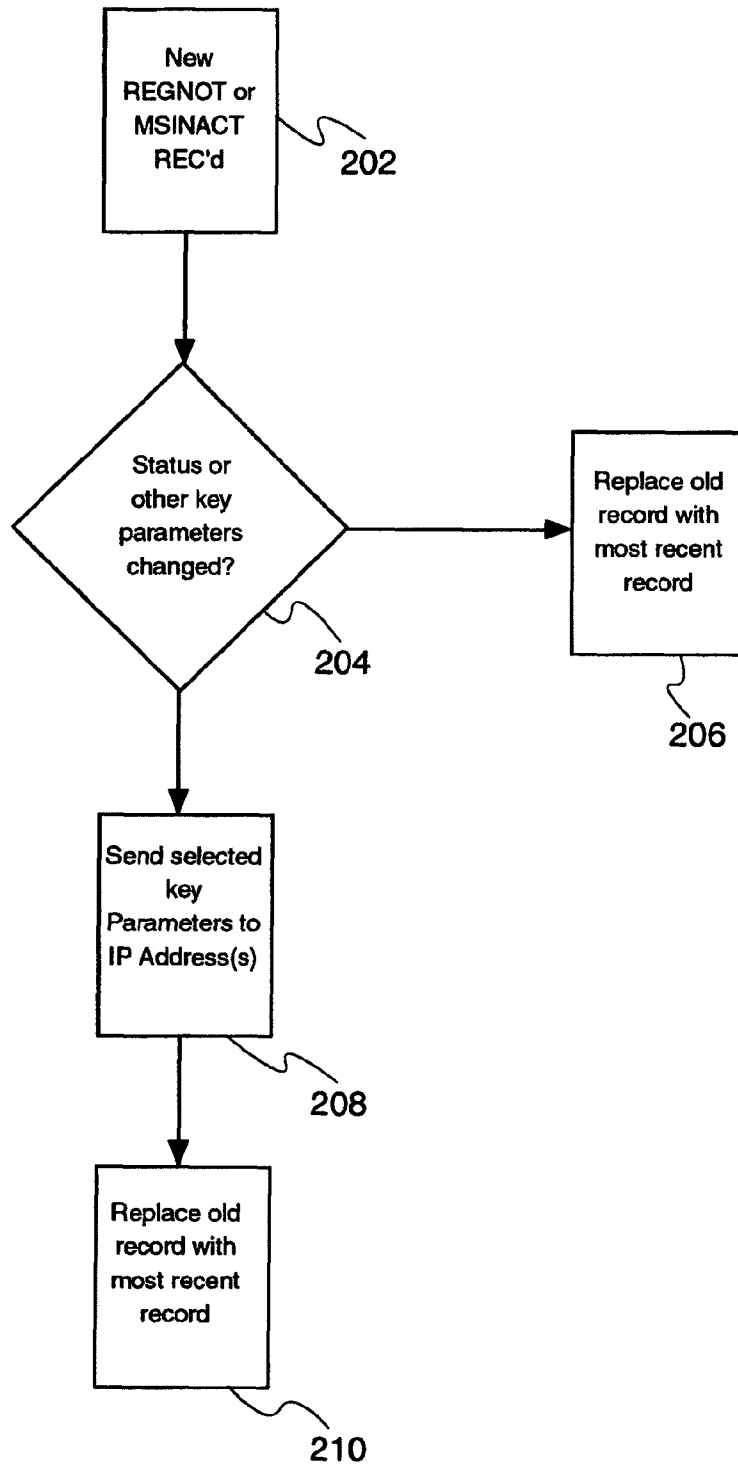 New
REGNOT or
MSINACT
REC'd
202
Status or
other key
parameters
changed?
204
Replace old
record with
most recent
record
206
Send selected
key
Parameters to
IP Address(s)
208
Replace old
record with
most recent
record
210